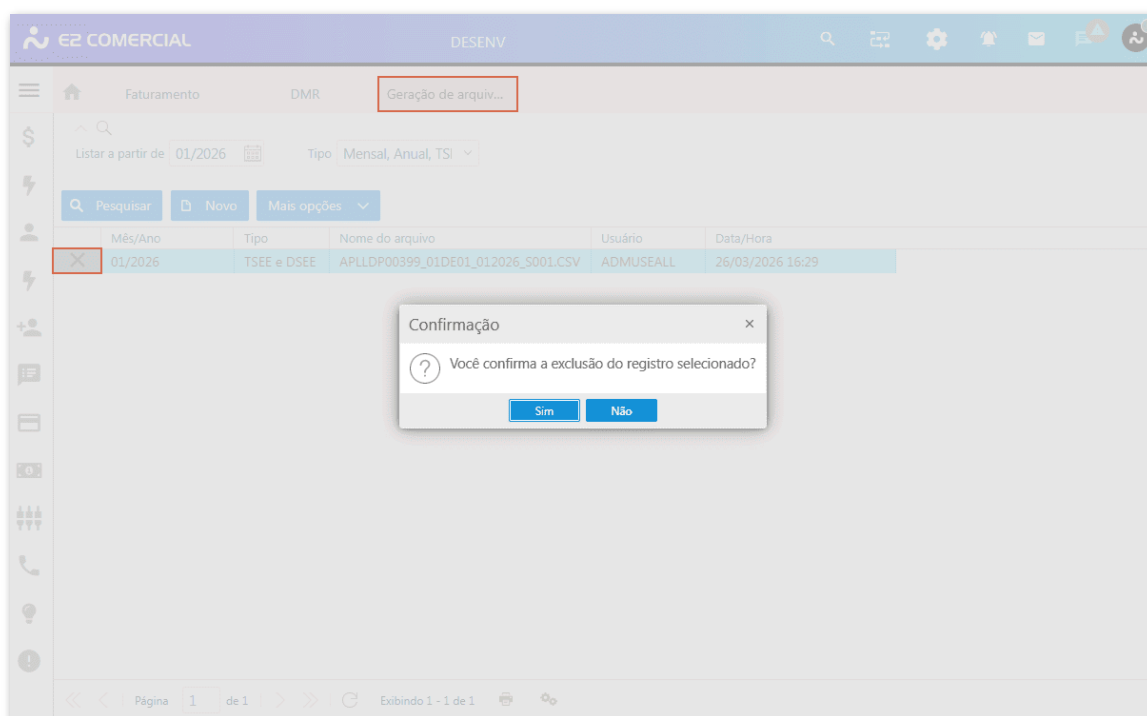 E2 COMERCIAL DESENV
Faturamento DMR Geração de arquiv...
Listar a partir de 01/2026 Tipo Mensal, Anual, TSI
Pesquisar Novo Mais opções
Mês/Ano Tipo Nome do arquivo Usuário Data/Hora
01/2026 TSEE e DSEE APLLDP00399_01DE01_012026_S001.CSV ADMUSEALL 26/03/2026 16:29
Confirmação
Você confirma a exclusão do registro selecionado?
Sim Não
Página 1 de 1 Exibindo 1 - 1 de 1